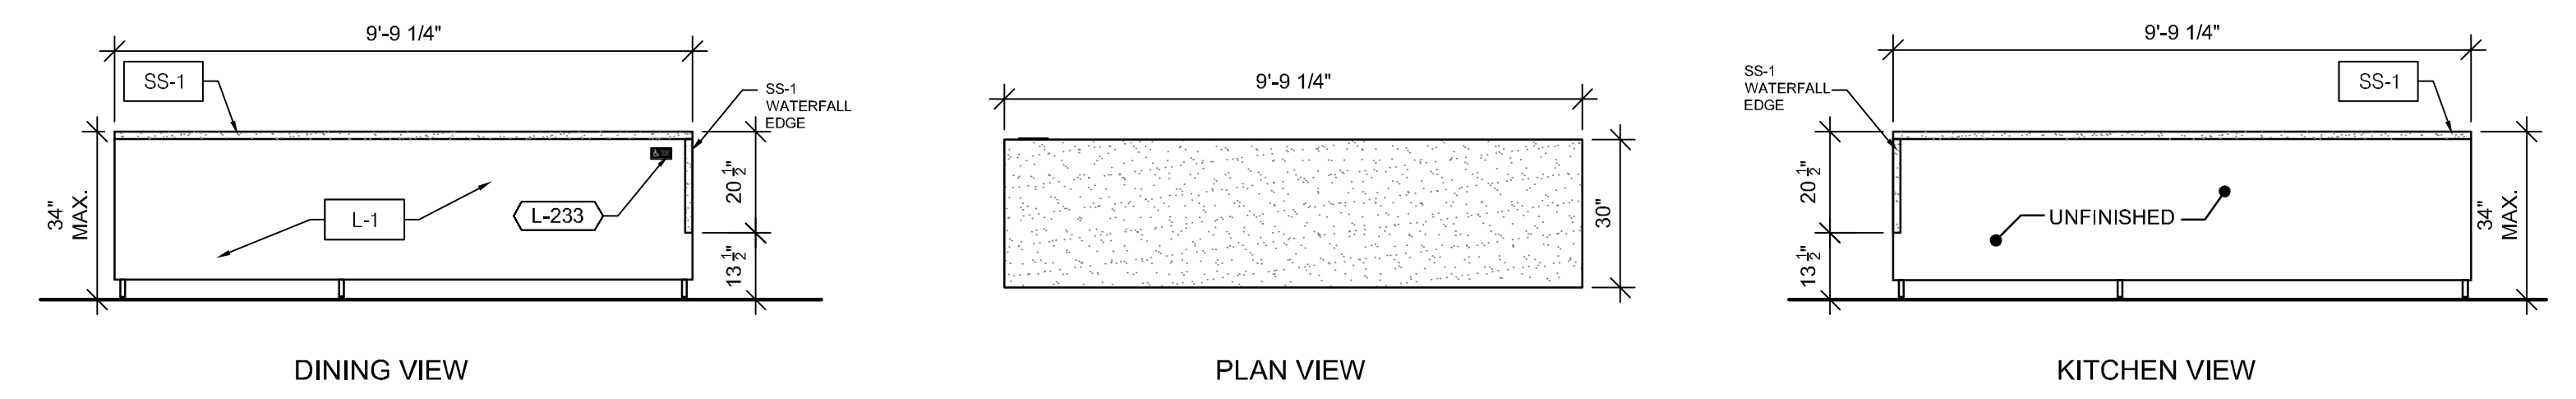 9'-9 1/4"
SS-1
SS-1
WATERFALL
EDGE
34"
MAX.
L-1
L-233
20 1/2"
13 1/2"
DINING VIEW
9'-9 1/4"
30"
PLAN VIEW
9'-9 1/4"
SS-1
WATERFALL
EDGE
SS-1
20 1/2"
13 1/2"
UNFINISHED
34"
MAX.
KITCHEN VIEW